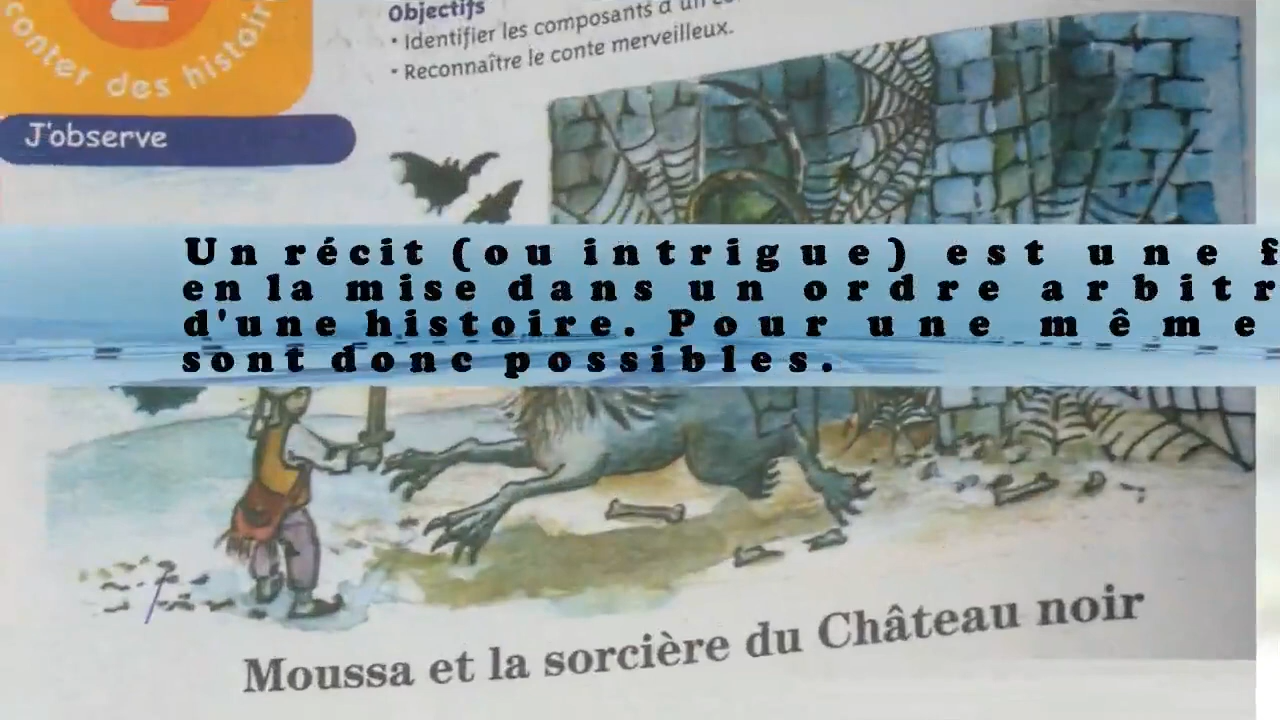 2
conter des histoir
J'observe
Objectifs
• Identifier les composants d'un
• Reconnaître le conte merveilleux.
Un récit (ou intrigue) est une
en la mise dans un ordre
d'une histoire. Pour une même
sont donc possibles.
Moussa et la sorcière du Château noir